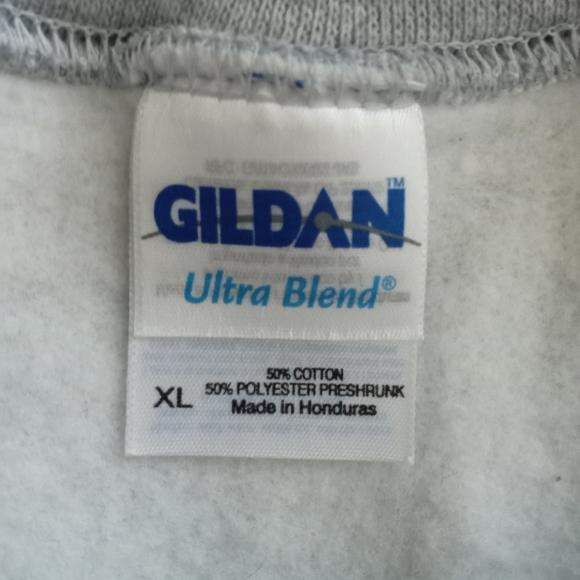 GILDAN™
Ultra Blend®
50% COTTON
XL 50% POLYESTER PRESHRUNK
Made in Honduras